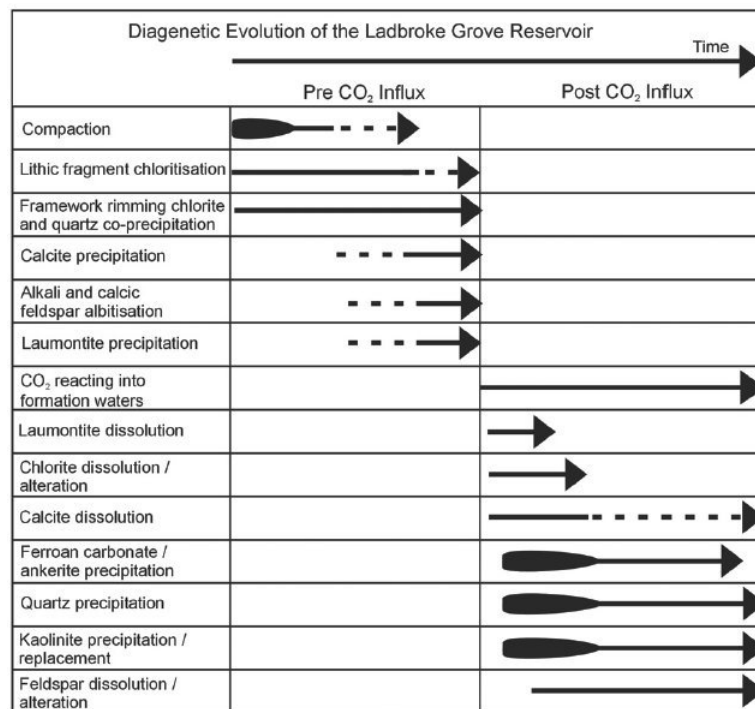 Diagenetic Evolution of the Ladbroke Grove Reservoir
Time
Pre CO₂ Influx
Post CO₂ Influx
Compaction
Lithic fragment chloritisation
Framework rimming chlorite
and quartz co-precipitation
Calcite precipitation
Alkali and calcic
feldspar albitisation
Laumontite precipitation
CO₂ reacting into
formation waters
Laumontite dissolution
Chlorite dissolution /
alteration
Calcite dissolution
Ferroan carbonate /
ankerite precipitation
Quartz precipitation
Kaolinite precipitation /
replacement
Feldspar dissolution /
alteration